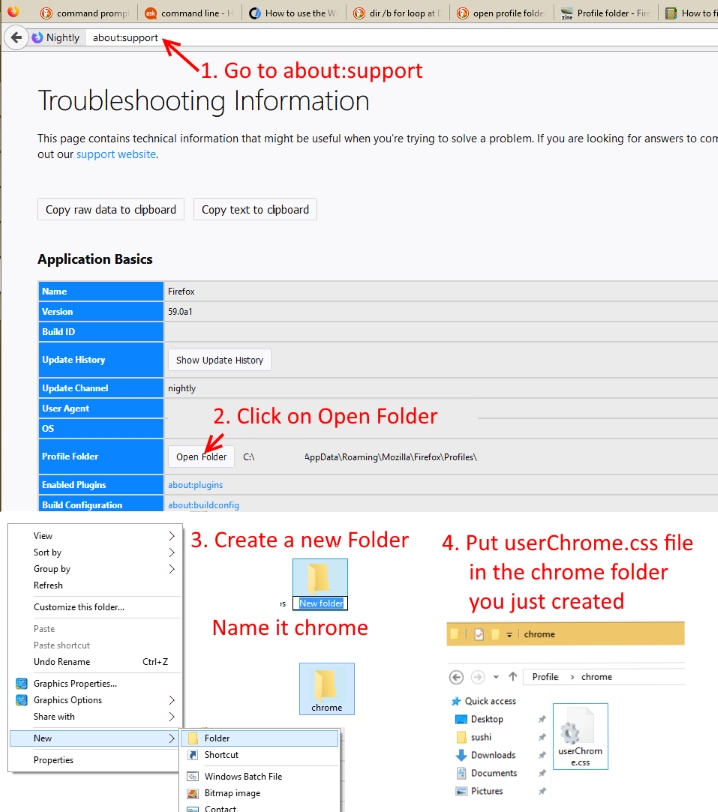 command promp
command line - H
How to use the W
dir /b for loop at C
open profile folde
Profile folder - Fire
How to fi
Nightly
about:support
1. Go to about:support
Troubleshooting Information
This page contains technical information that might be useful when you're trying to solve a problem. If you are looking for answers to com
out our support website.
Copy raw data to clipboard
Copy text to clipboard
Application Basics
Name Firefox
Version 59.0a1
Build ID
Update History Show Update History
Update Channel nightly
User Agent
2. Click on Open Folder
OS
Profile Folder Open Folder C:\ AppData\Roaming\Mozilla\Firefox\Profiles\
Enabled Plugins about:plugins
Build Configuration about:buildconfig
View
Sort by
Group by
Refresh
Customize this folder...
Paste
Paste shortcut
Undo Rename Ctrl+Z
Graphics Properties...
Graphics Options
Share with
New
Properties
Folder
Shortcut
Windows Batch File
Bitmap image
Contact
3. Create a new Folder
New folder
Name it chrome
chrome
4. Put userChrome.css file
in the chrome folder
you just created
chrome
Profile > chrome
Quick access
Desktop
sushi
Downloads
Documents
Pictures
userChrom
e.css